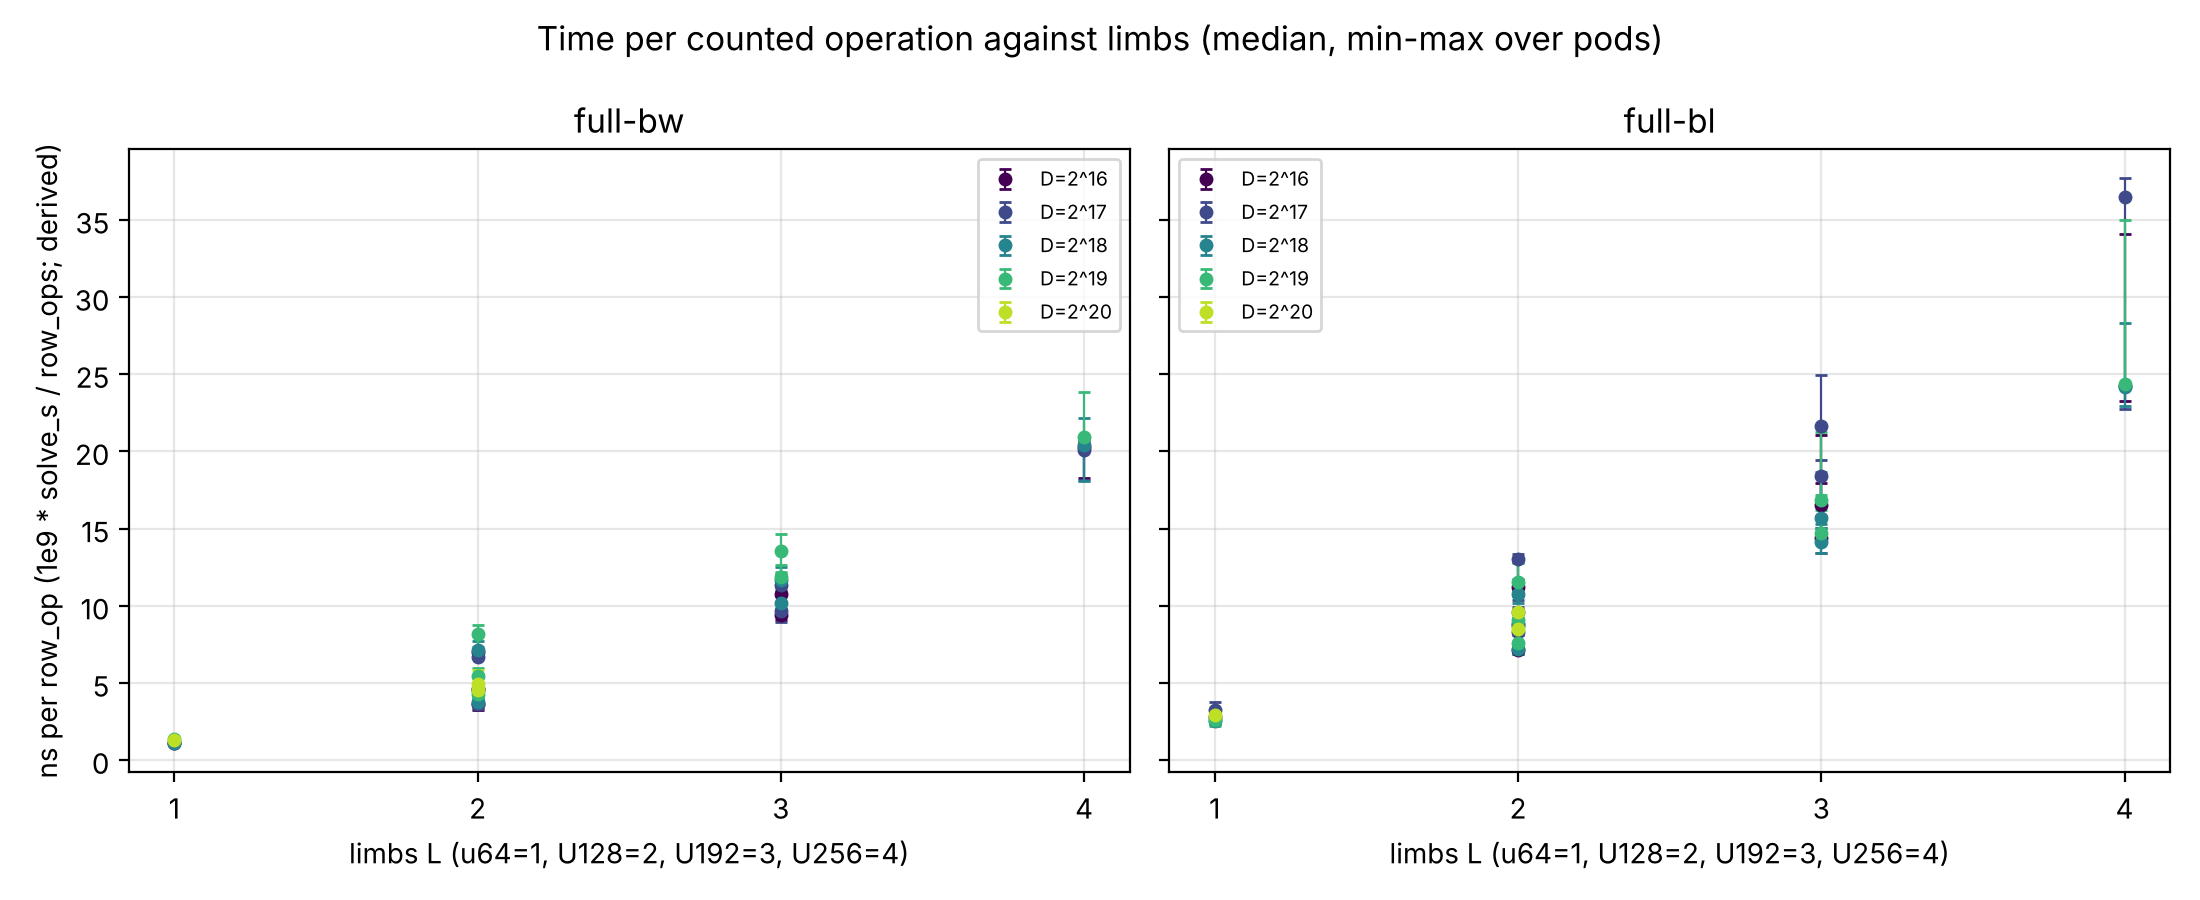 Time per counted operation against limbs (median, min-max over pods)
full-bw
ns per row_op (1e9 * solve_s / row_ops; derived)
35
30
25
20
15
10
5
0
D=2^16
D=2^17
D=2^18
D=2^19
D=2^20
1
2
3
4
limbs L (u64=1, U128=2, U192=3, U256=4)
full-bl
D=2^16
D=2^17
D=2^18
D=2^19
D=2^20
1
2
3
4
limbs L (u64=1, U128=2, U192=3, U256=4)